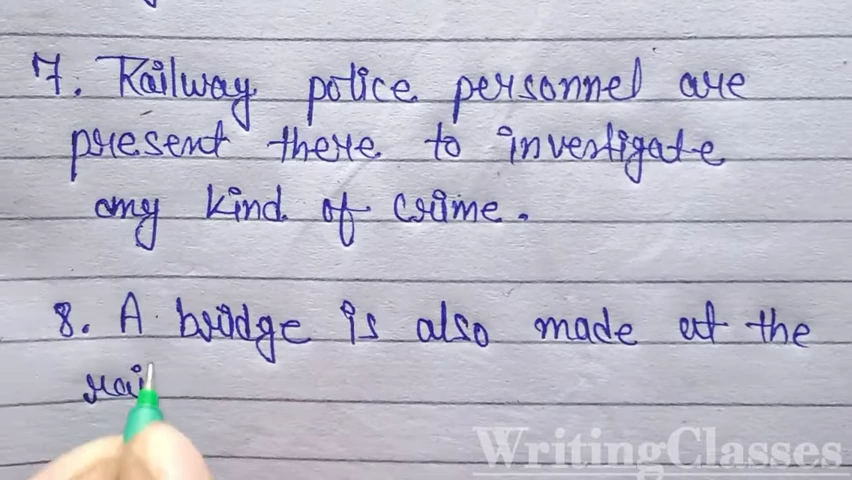 7. Railway police personnel are
present there to investigate
any kind of crime.
8. A bridge is also made at the
rai
WritingClasses